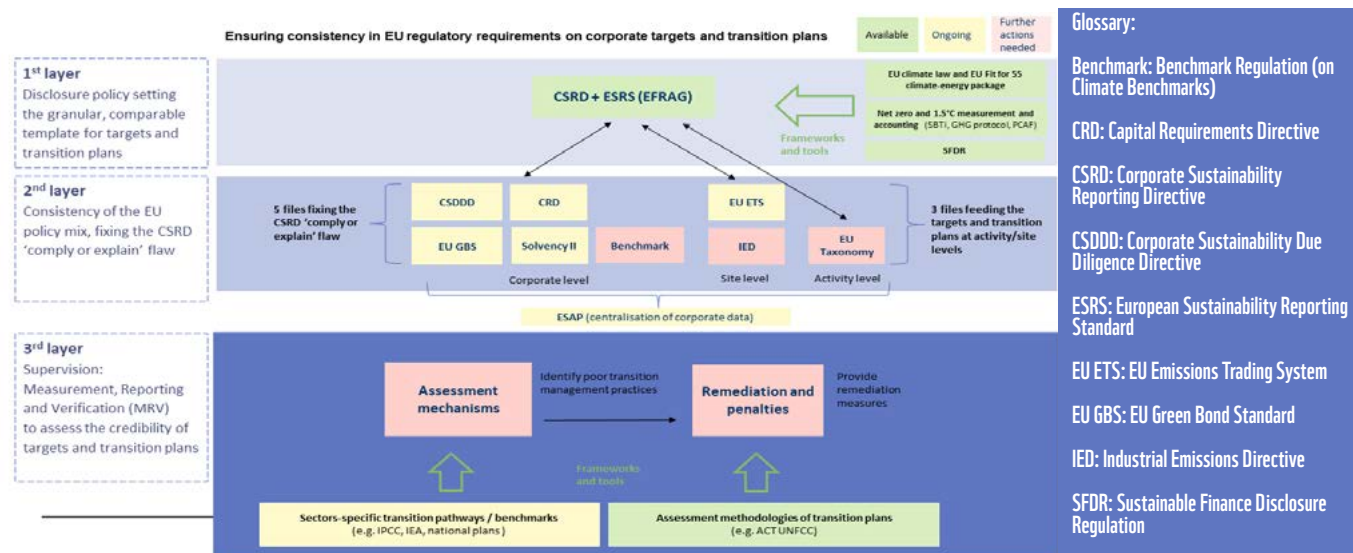 Ensuring consistency in EU regulatory requirements on corporate targets and transition plans
Available
Ongoing
Further
actions
needed
1st layer
Disclosure policy setting
the granular, comparable
template for targets and
transition plans
CSRD + ESRS (EFRAG)
Frameworks
and tools
EU climate law and EU Fit for 55
climate-energy package
Net zero and 1.5°C measurement and
accounting (SBTi, GHG protocol, PCAF)
SFDR
2nd layer
Consistency of the EU
policy mix, fixing the CSRD
‘comply or explain’ flaw
5 files fixing the
CSRD ‘comply or
explain’ flaw
CSDDD
CRD
EU GBS
Solvency II
Benchmark
Corporate level
EU ETS
IED
Site level
EU
Taxonomy
Activity level
3 files feeding the
targets and transition
plans at activity/site
levels
ESAP (centralisation of corporate data)
3rd layer
Supervision:
Measurement, Reporting
and Verification (MRV)
to assess the credibility of
targets and transition plans
Assessment
mechanisms
Identify poor transition
management practices
Remediation and
penalties
Provide
remediation
measures
Frameworks
and tools
Sectors-specific transition pathways / benchmarks
(e.g. IPCC, IEA, national plans)
Assessment methodologies of transition plans
(e.g. ACT UNFCC)
Glossary:
Benchmark: Benchmark Regulation (on
Climate Benchmarks)
CRD: Capital Requirements Directive
CSRD: Corporate Sustainability
Reporting Directive
CSDDD: Corporate Sustainability Due
Diligence Directive
ESRS: European Sustainability Reporting
Standard
EU ETS: EU Emissions Trading System
EU GBS: EU Green Bond Standard
IED: Industrial Emissions Directive
SFDR: Sustainable Finance Disclosure
Regulation